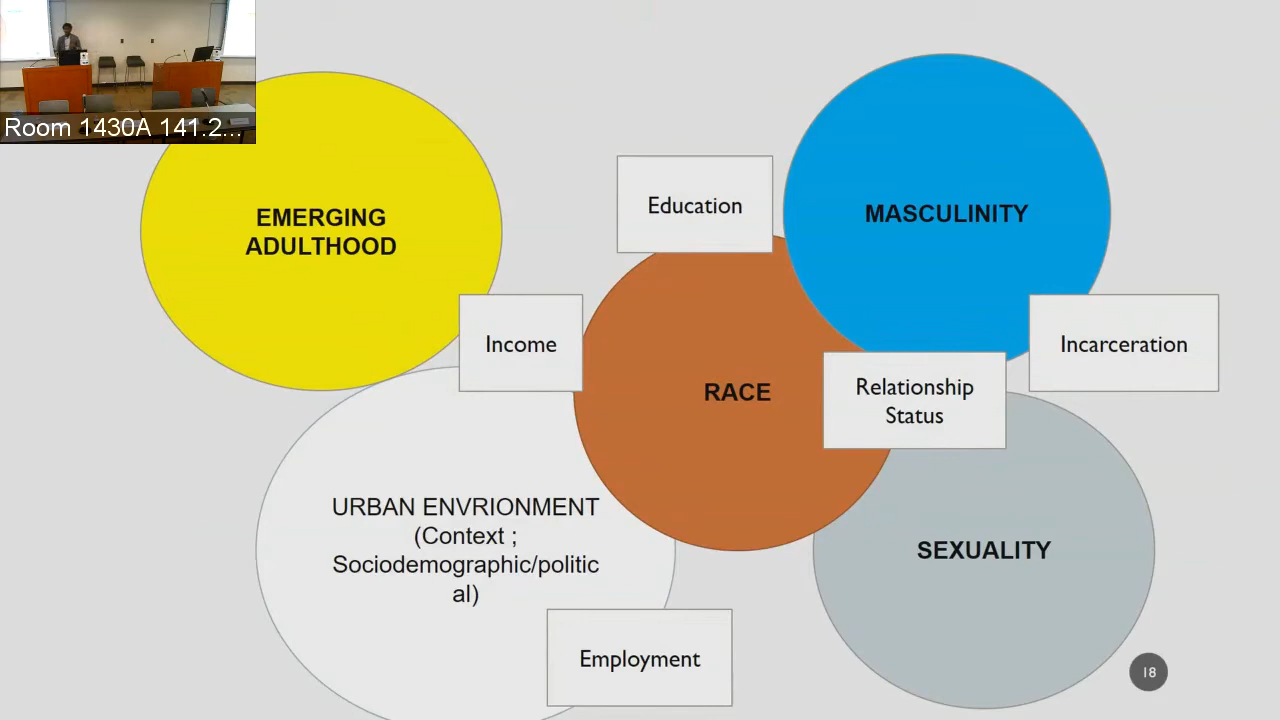 Room 1430A 141.2...
EMERGING
ADULTHOOD
Education
MASCULINITY
Income
RACE
Relationship
Status
Incarceration
URBAN ENVRIONMENT
(Context ;
Sociodemographic/politic
al)
SEXUALITY
Employment
18